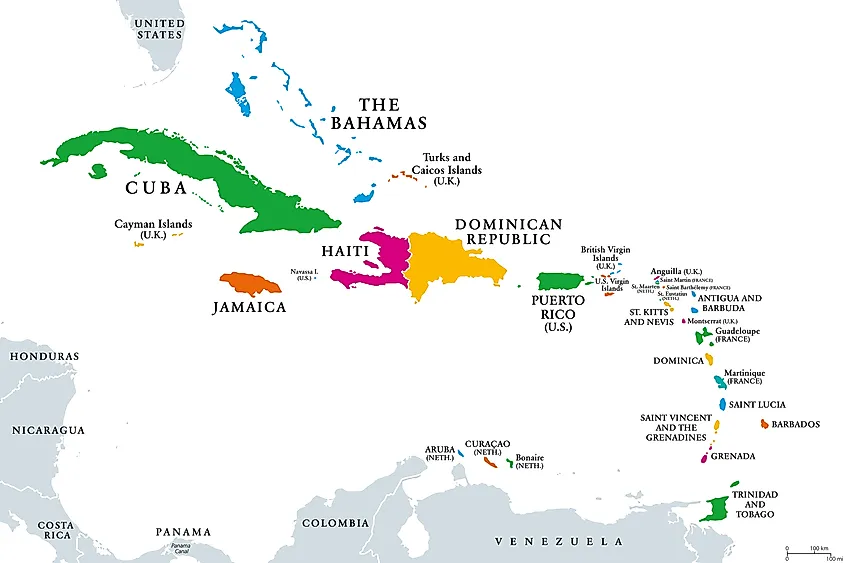 UNITED
STATES
THE
BAHAMAS
Turks and
Caicos Islands
(U.K.)
CUBA
Cayman Islands
(U.K.)
DOMINICAN
REPUBLIC
HAITI
Navassa I.
(U.S.)
JAMAICA
PUERTO
RICO
(U.S.)
British Virgin
Islands
(U.K.)
U.S. Virgin
Islands
Anguilla (U.K.)
Saint Martin (FRANCE)
St. Maarten
(NETH.)
Saint Barthélemy (FRANCE)
St. Eustatius
(NETH.)
ANTIGUA AND
BARBUDA
ST. KITTS
AND NEVIS
Montserrat (U.K.)
Guadeloupe
(FRANCE)
HONDURAS
DOMINICA
Martinique
(FRANCE)
SAINT LUCIA
NICARAGUA
SAINT VINCENT
AND THE
GRENADINES
BARBADOS
GRENADA
ARUBA
(NETH.)
CURAÇAO
(NETH.)
Bonaire
(NETH.)
TRINIDAD
AND
TOBAGO
COSTA
RICA
PANAMA
Panama
Canal
COLOMBIA
VENEZUELA
0 100 km
0 100 mi